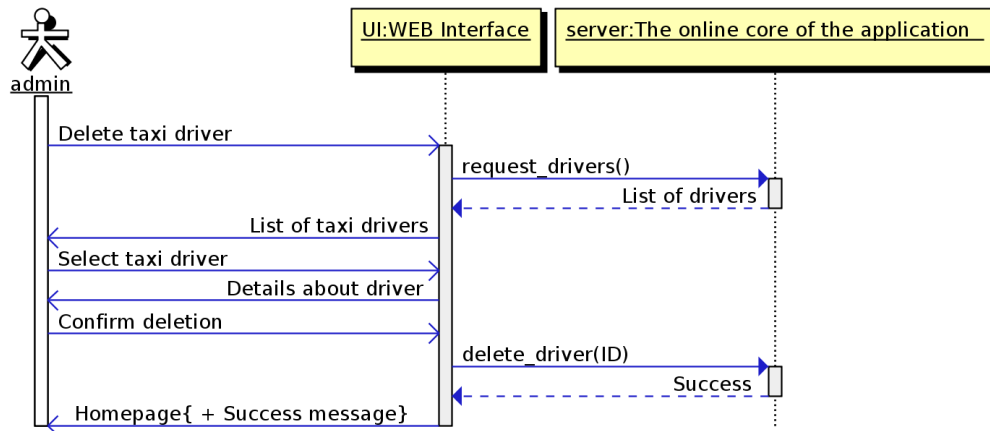 UI:WEB Interface
server:The online core of the application
admin
Delete taxi driver
request_drivers()
List of drivers
List of taxi drivers
Select taxi driver
Details about driver
Confirm deletion
delete_driver(ID)
Success
Homepage{ + Success message}